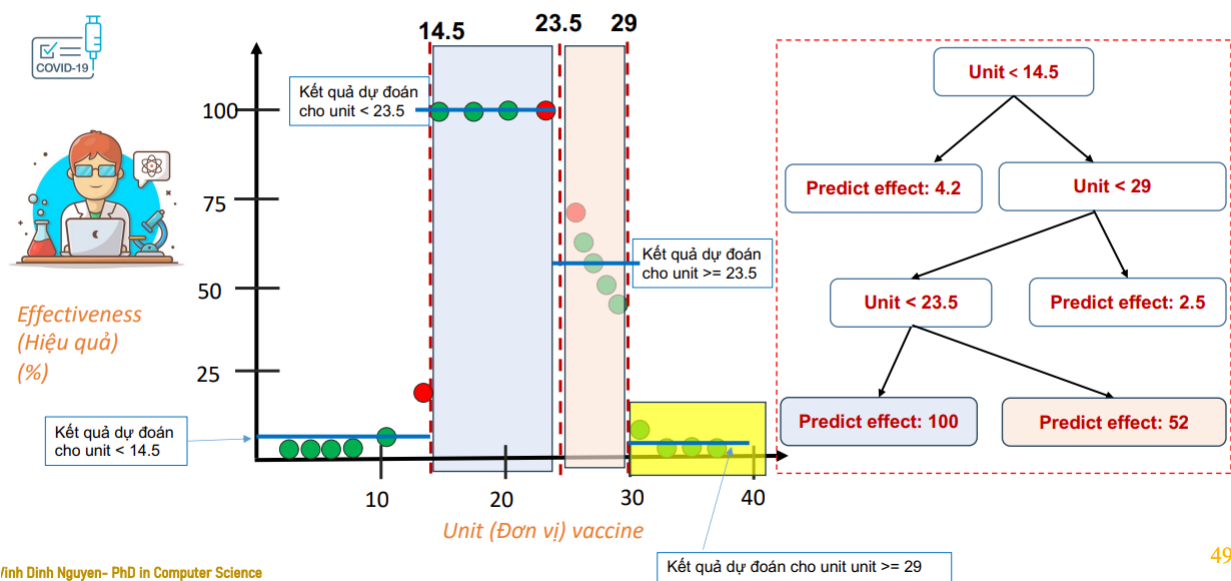 14.5
23.5
29
COVID-19
Kết quả dự đoán
cho unit < 23.5
100
75
50
25
Effectiveness
(Hiệu quả)
(%)
Kết quả dự đoán
cho unit >= 23.5
Kết quả dự đoán
cho unit < 14.5
10
20
30
40
Unit (Đơn vị) vaccine
Kết quả dự đoán cho unit unit >= 29
Unit < 14.5
Predict effect: 4.2
Unit < 29
Unit < 23.5
Predict effect: 2.5
Predict effect: 100
Predict effect: 52
Vinh Dinh Nguyen- PhD in Computer Science
49